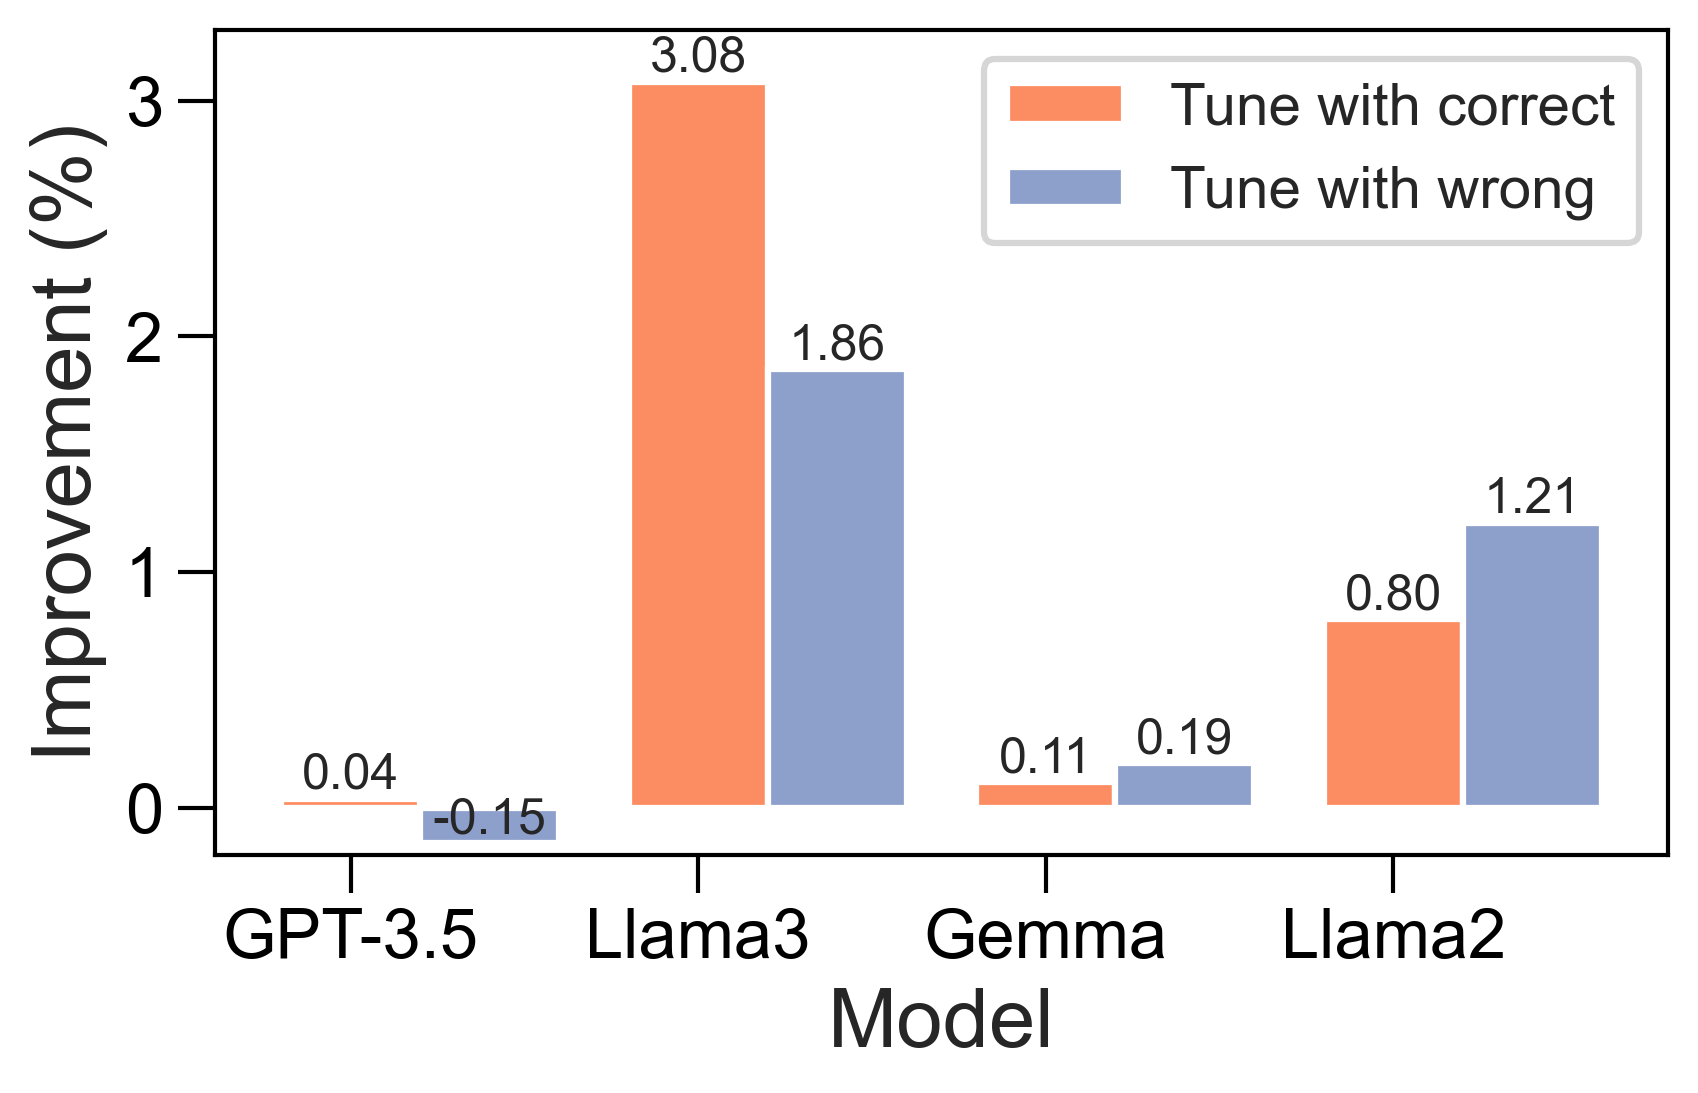 Improvement (%)
3
2
1
0
3.08
1.86
1.21
0.80
0.19
0.11
0.04
-0.15
Tune with correct
Tune with wrong
GPT-3.5
Llama3
Gemma
Llama2
Model